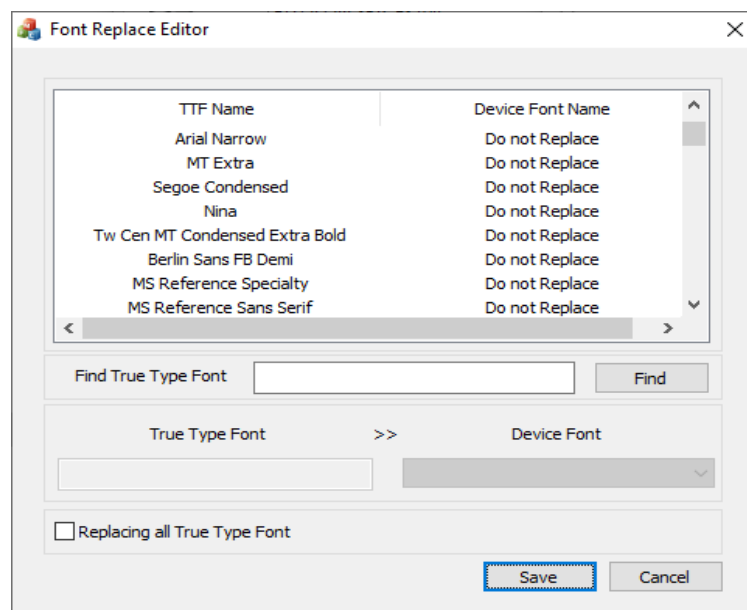 Font Replace Editor
TTF Name Device Font Name
Arial Narrow Do not Replace
MT Extra Do not Replace
Segoe Condensed Do not Replace
Nina Do not Replace
Tw Cen MT Condensed Extra Bold Do not Replace
Berlin Sans FB Demi Do not Replace
MS Reference Specialty Do not Replace
MS Reference Sans Serif Do not Replace
Find True Type Font Find
True Type Font >> Device Font
Replacing all True Type Font
Save Cancel